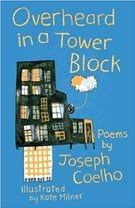 Overheard
in a Tower
Block
Poems
by
Joseph
Coelho
Illustrated
by Kate Milner